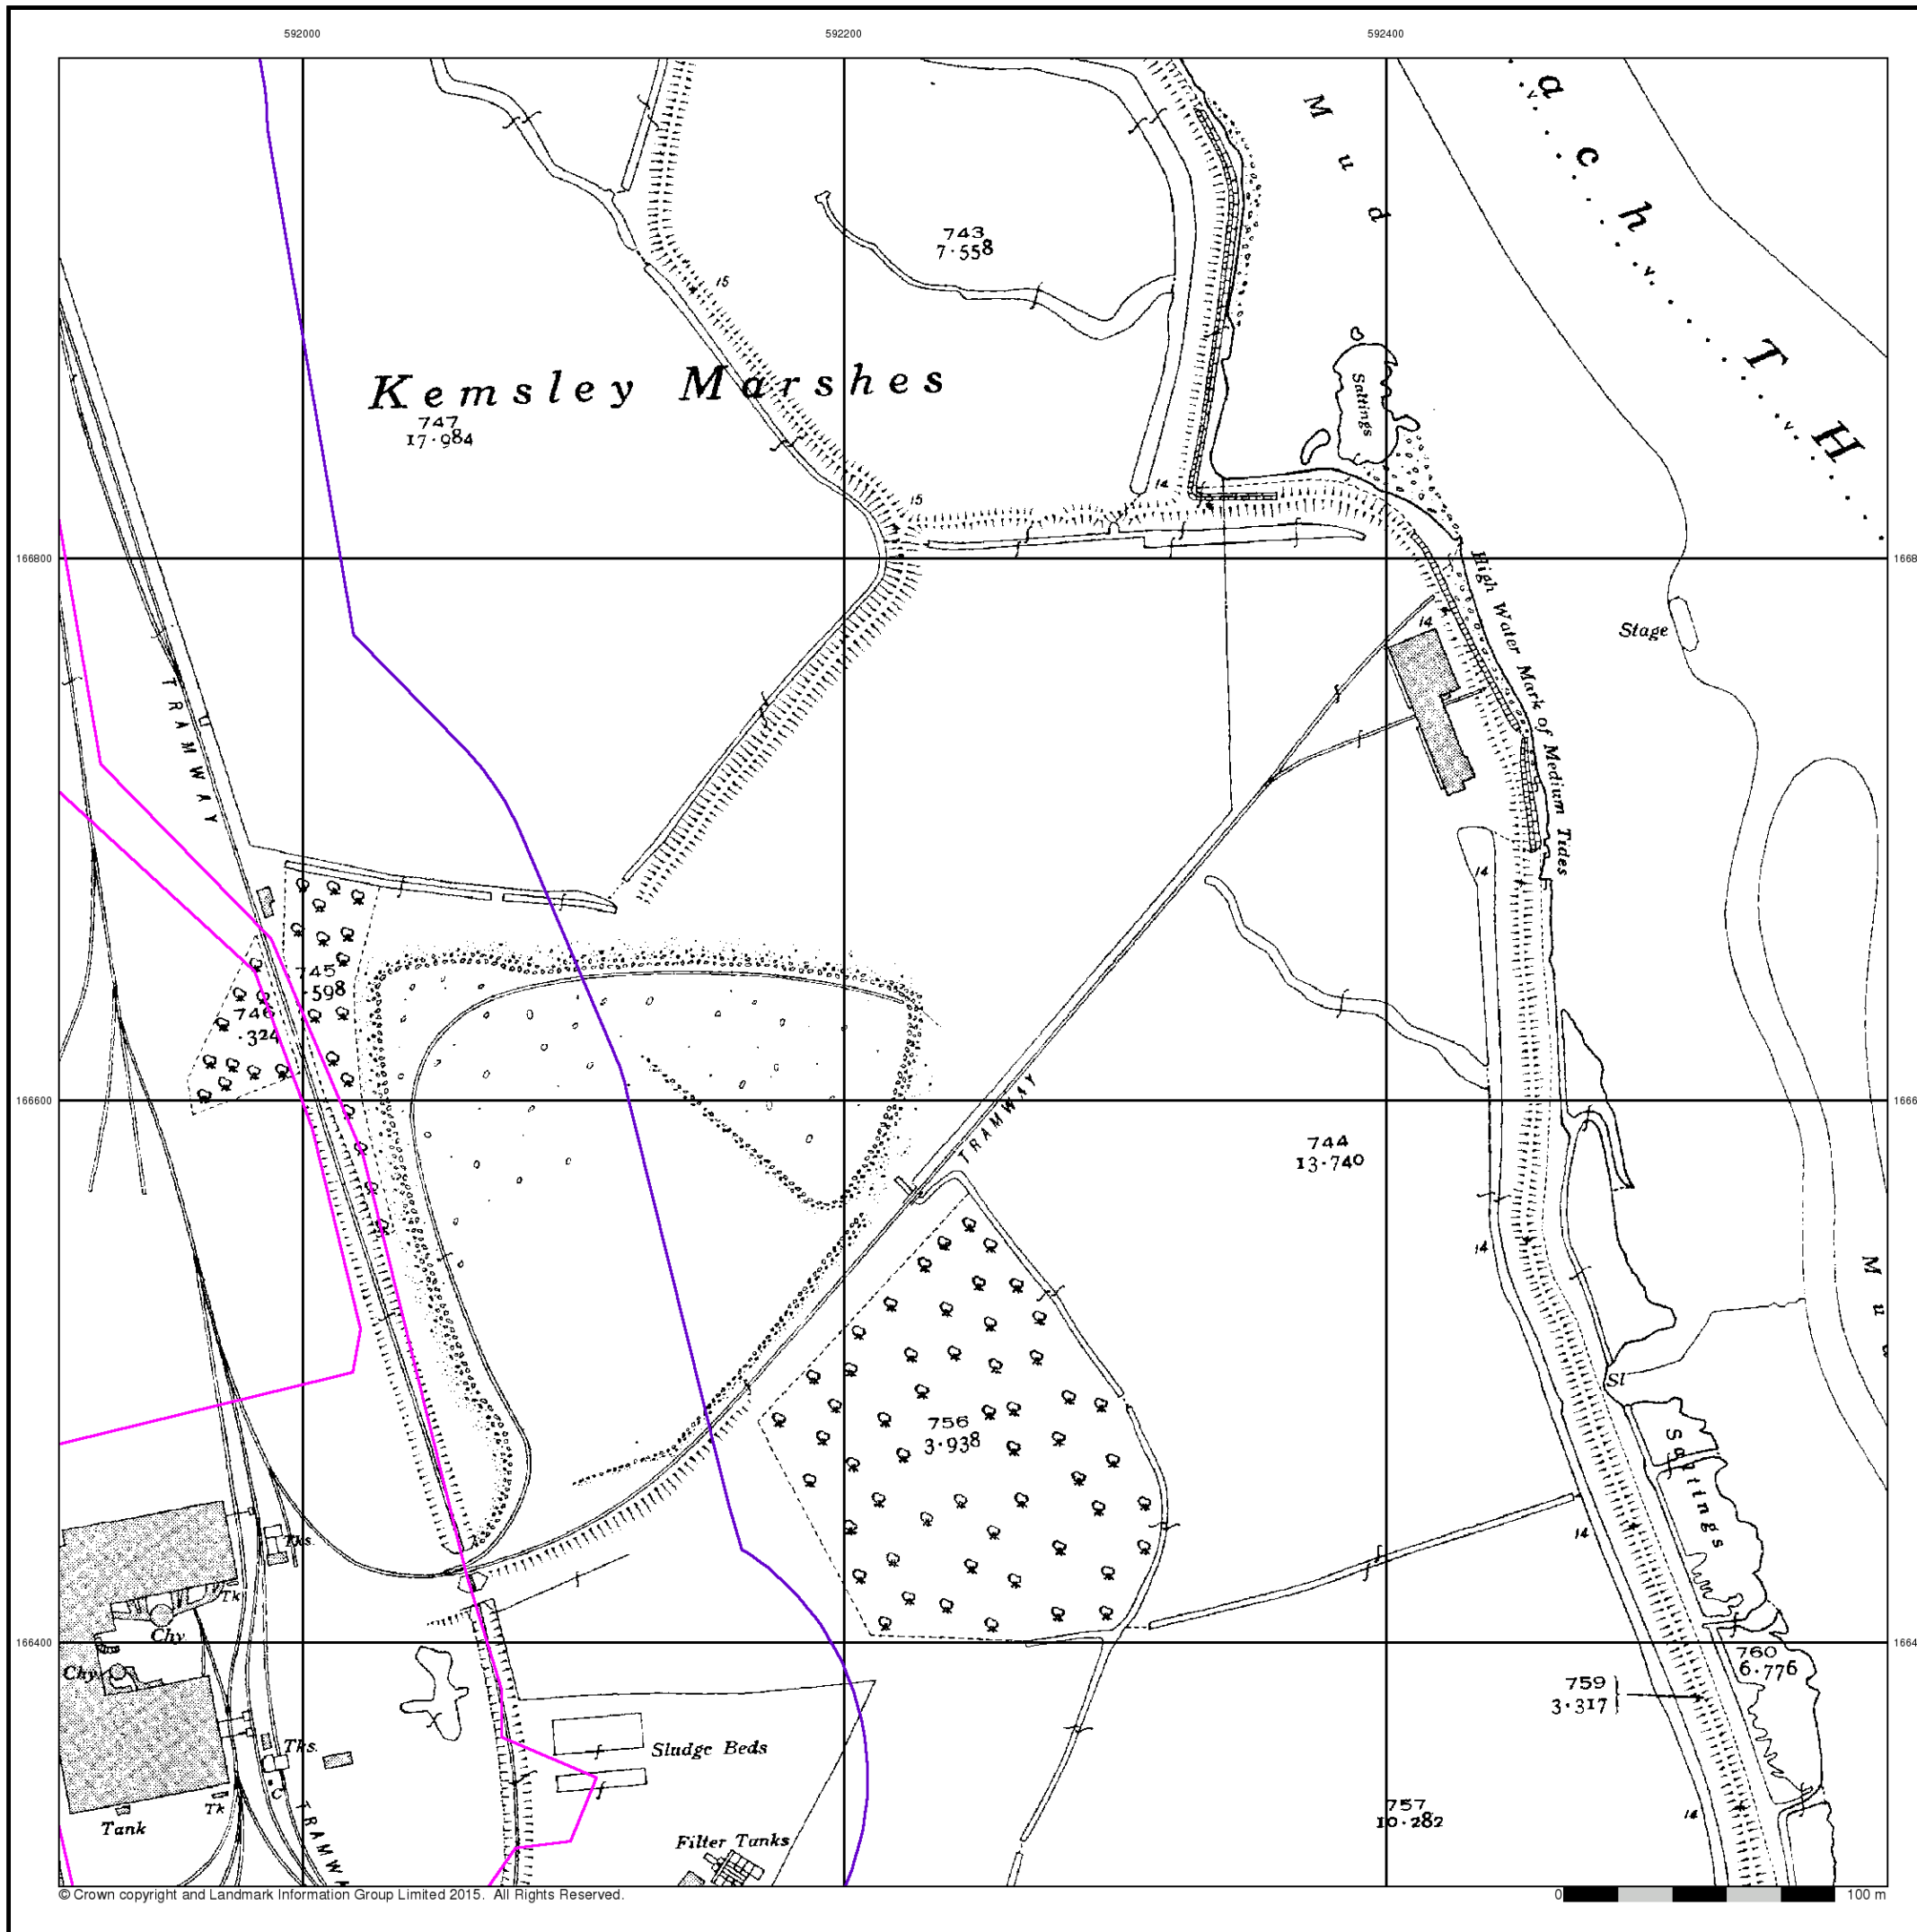 592000
592200
592400
a
c
h
T
H
v
v
v
M
u
d
743
7·558
15
Kemsley Marshes
747
17·984
Saltings
14
15
166800
1668
High Water Mark of Medium Tides
14
Stage
TRAMWAY
14
745
·598
746
·324
166600
1666
TRAMWAY
744
13·740
14
M
u
Sl
756
3·938
Saltings
14
Tks.
Tk
Chy
Chy
166400
1664
760
6·776
759
3·317
Tks.
Sludge Beds
C
Tk
Tank
TRAMW
Filter Tanks
757
10·282
14
© Crown copyright and Landmark Information Group Limited 2015. All Rights Reserved.
0 100 m